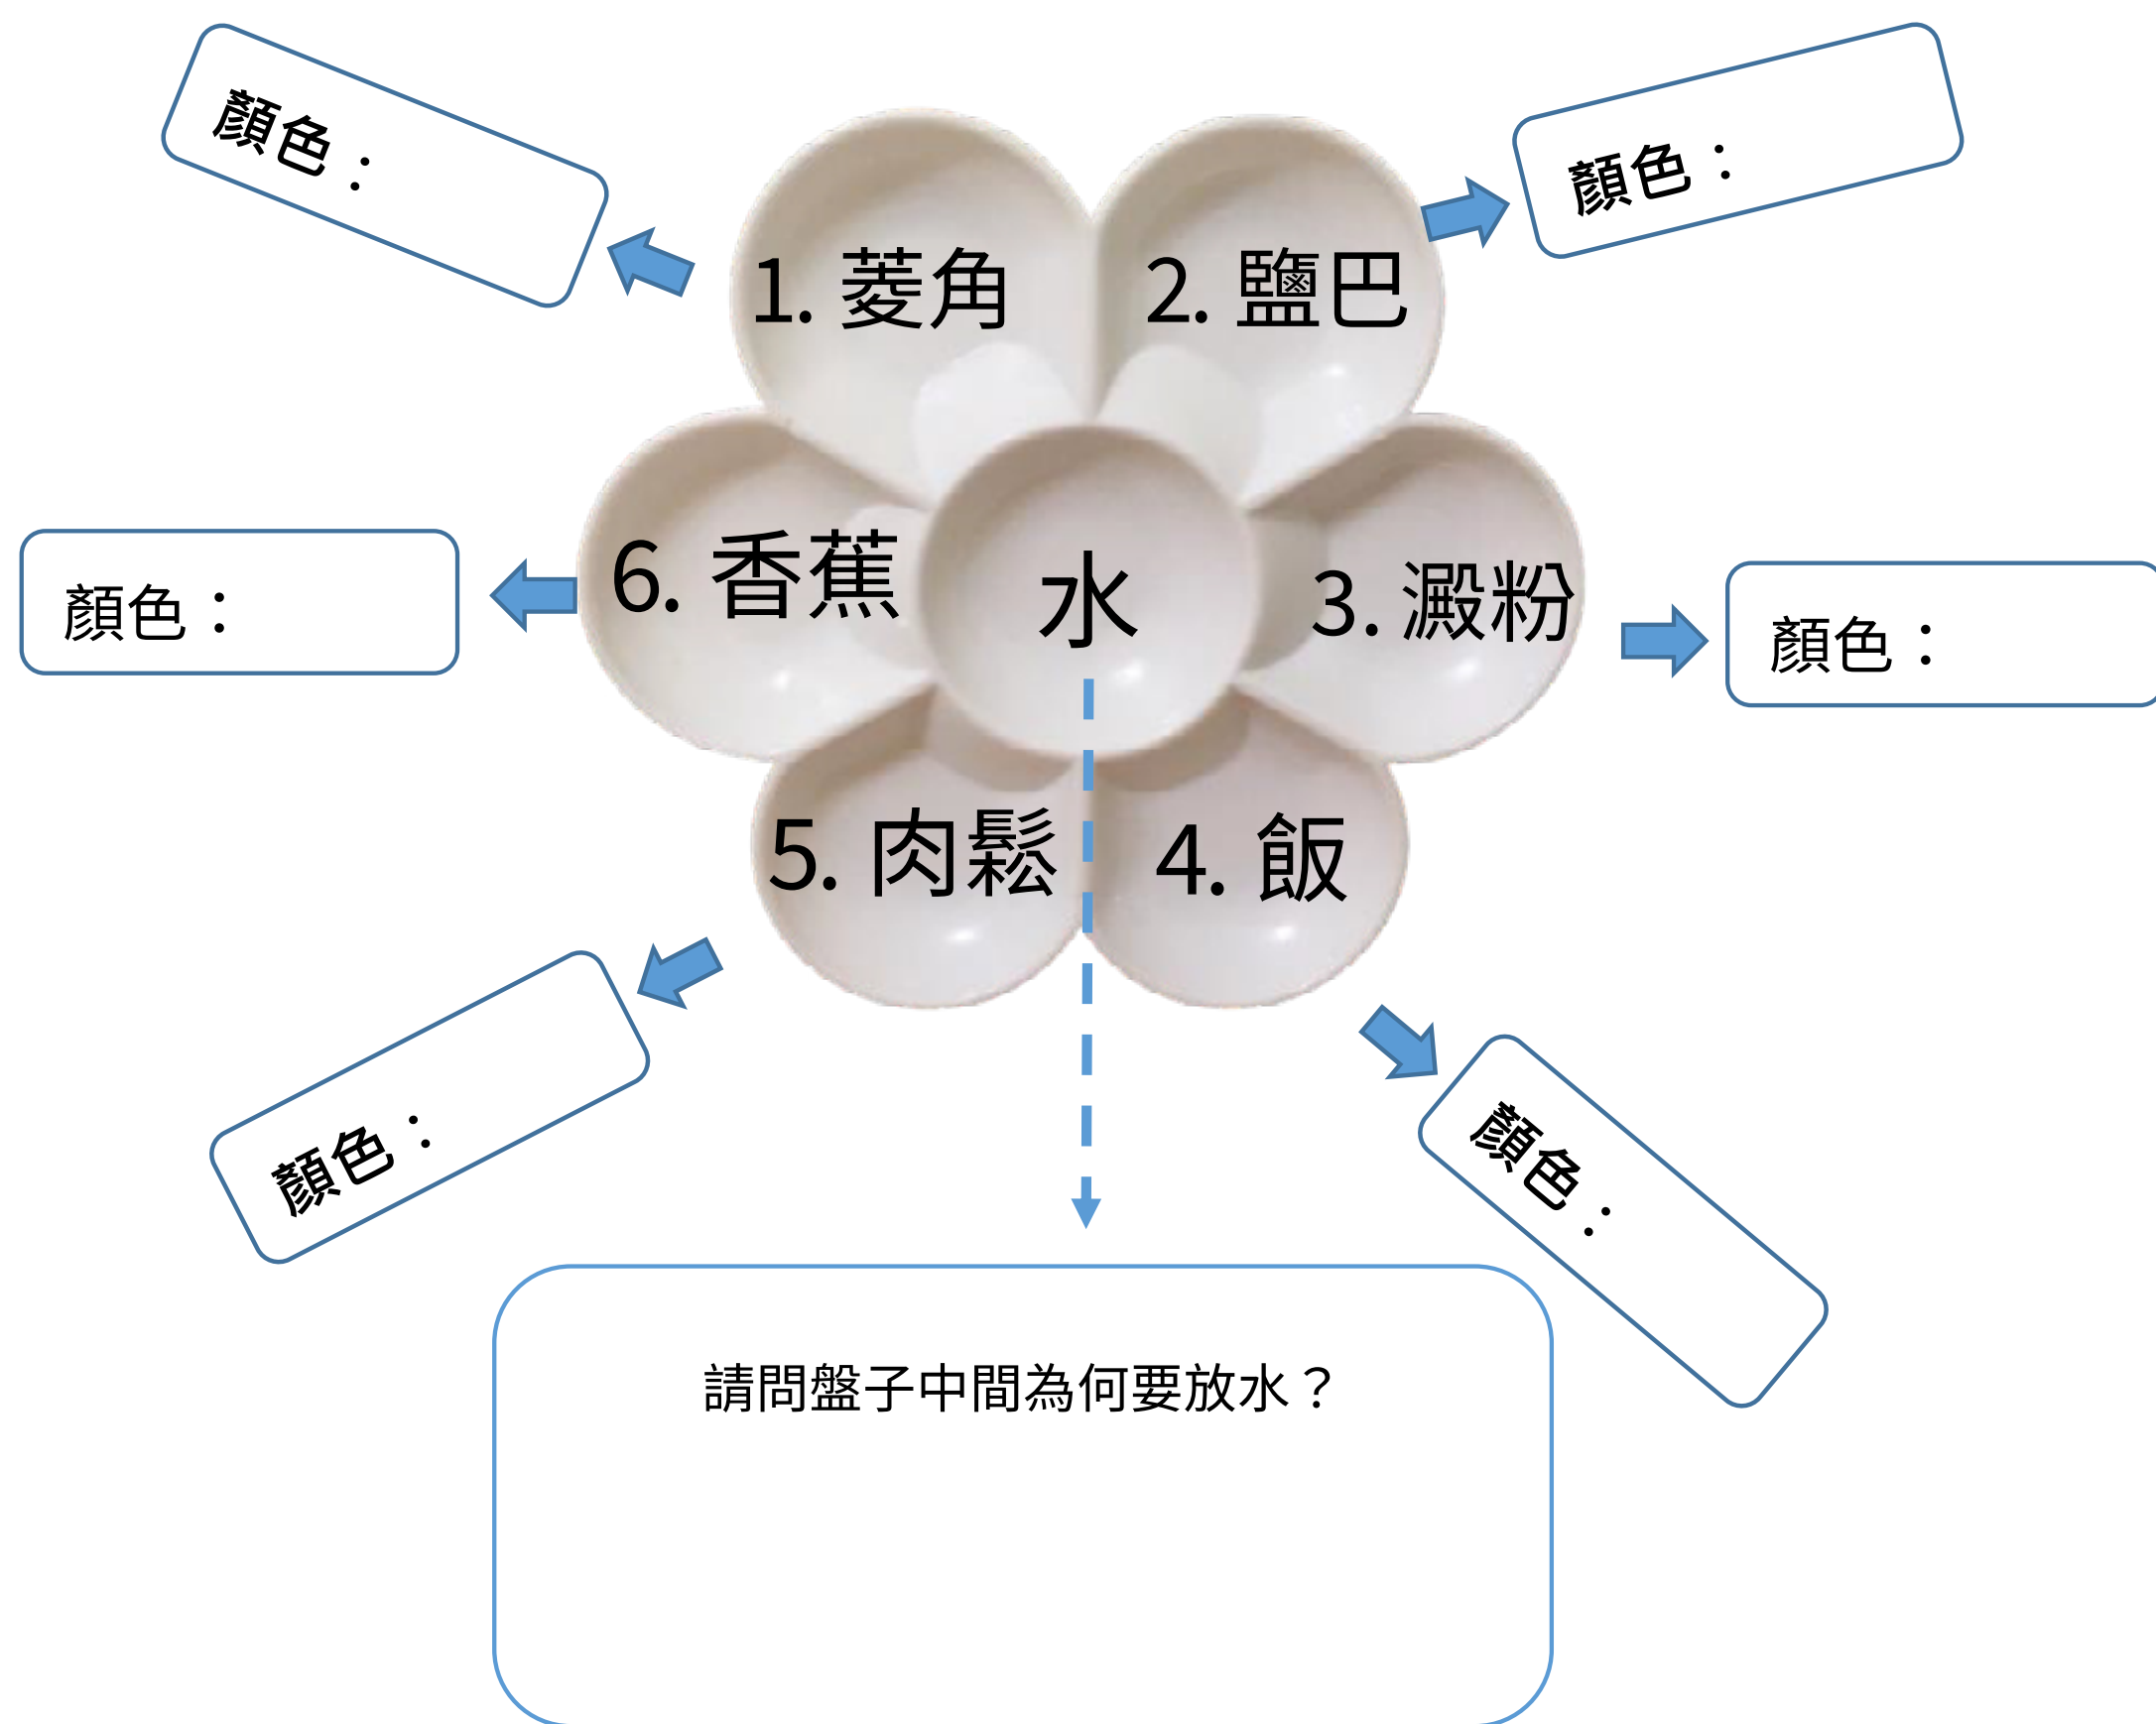 顏色：
顏色：
1. 菱角
2. 鹽巴
6. 香蕉
水
3. 澱粉
顏色：
顏色：
5. 肉鬆
4. 飯
顏色：
顏色：
請問盤子中間為何要放水？